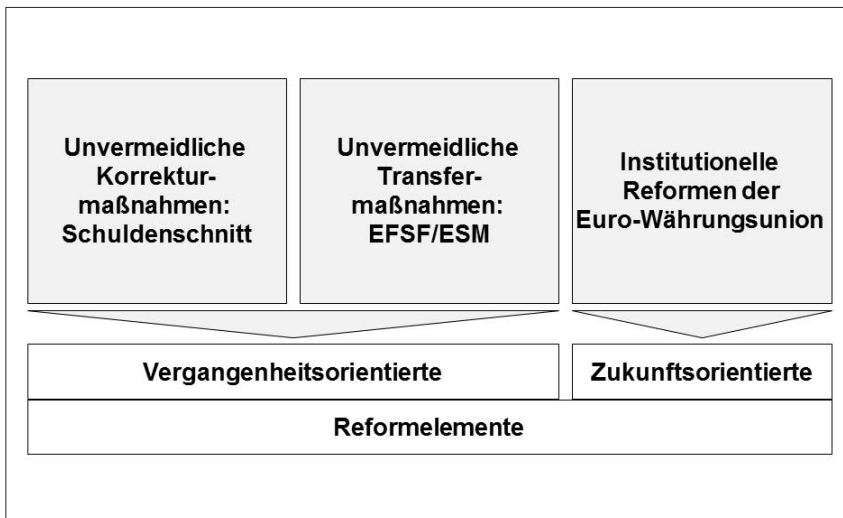 Unvermeidliche
Korrektur-
maßnahmen:
Schuldenschnitt
Unvermeidliche
Transfer-
maßnahmen:
EFSF/ESM
Institutionelle
Reformen der
Euro-Währungsunion
Vergangenheitsorientierte
Zukunftsorientierte
Reformelemente